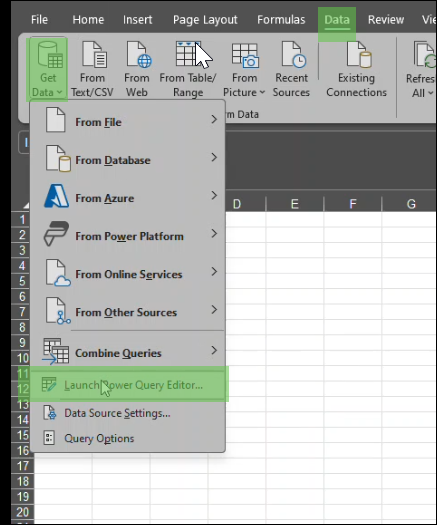 File Home Insert Page Layout Formulas Data Review
Get Data From Text/CSV From Web From Table/ Range From Picture Recent Sources Existing Connections Refres All
m Data
From File
From Database
From Azure
From Power Platform
From Online Services
From Other Sources
Combine Queries
Launch Power Query Editor...
Data Source Settings...
Query Options
D E F G
1
2
3
4
5
6
7
8
9
10
11
12
13
14
15
16
17
18
19
20